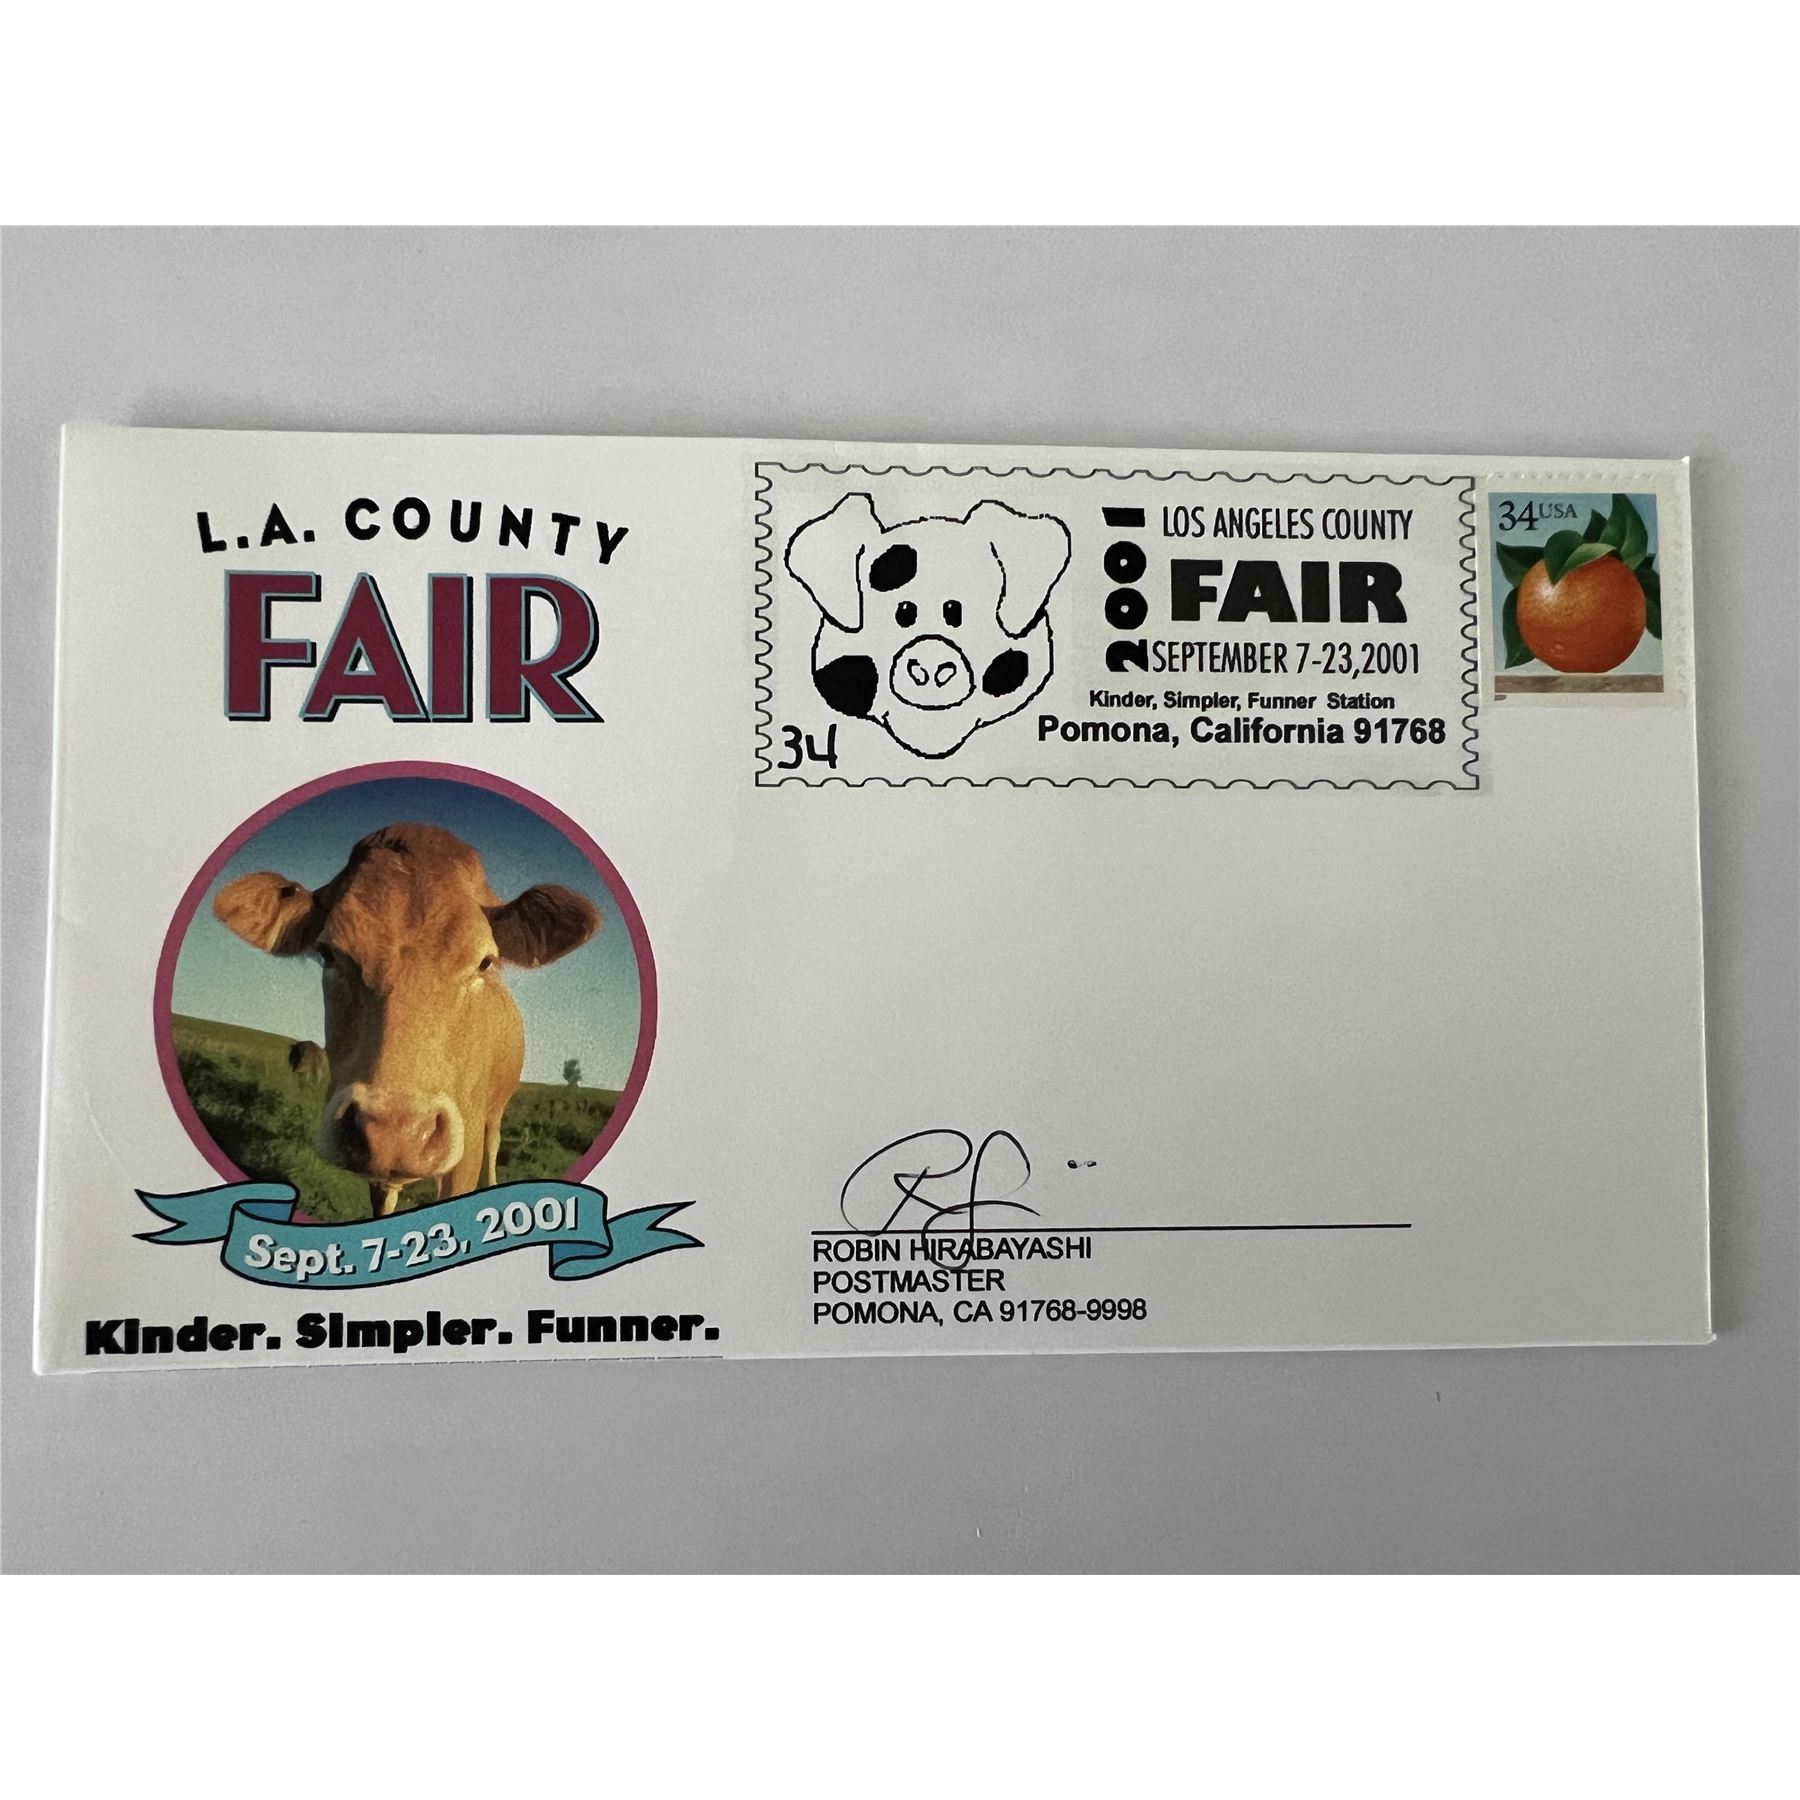 L.A. COUNTY
FAIR
Sept. 7-23, 2001
Kinder. Simpler. Funner.
2001
LOS ANGELES COUNTY
FAIR
SEPTEMBER 7-23,2001
Kinder, Simpler, Funner Station
Pomona, California 91768
34
34USA
ROBIN HIRABAYASHI
POSTMASTER
POMONA, CA 91768-9998